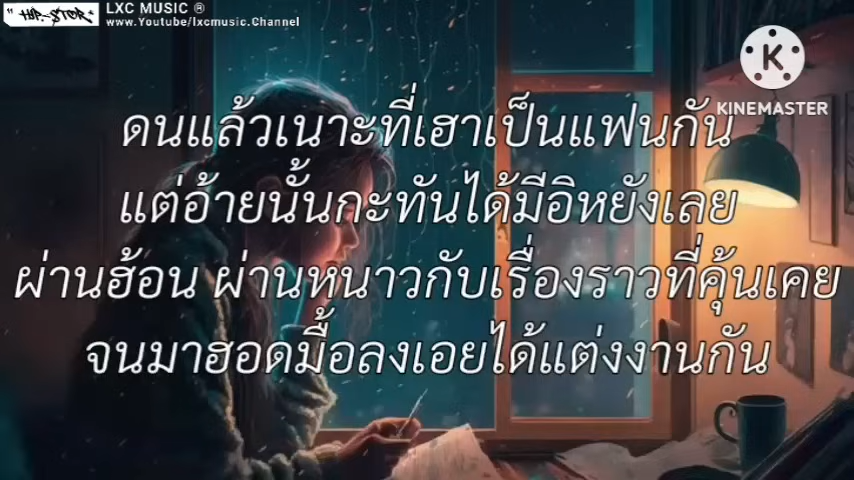 "HIP-STOR"
LXC MUSIC ®
www.Youtube/lxcmusic.Channel
K
KINEMASTER
ดนแล้วเนาะที่เฮาเป็นแฟนกัน
แต่อ้ายนั้นกะทันได้มีอิหยังเลย
ผ่านฮ้อน ผ่านหนาวกับเรื่องราวที่คุ้นเคย
จนมาฮอดมื้อลงเอยได้แต่งงานกัน